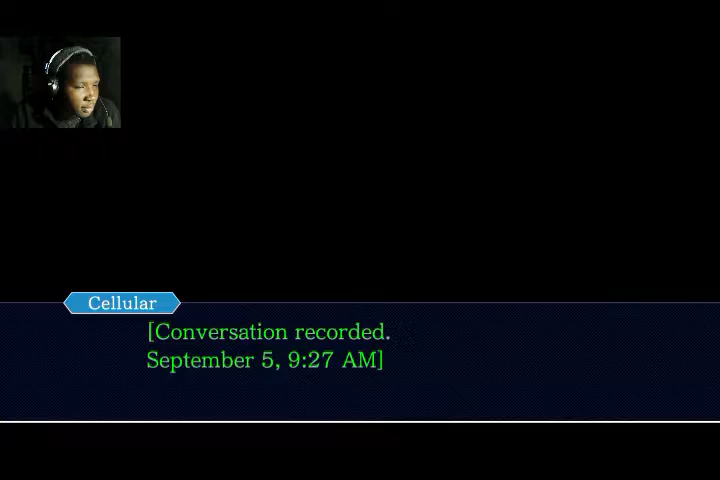 Cellular
[Conversation recorded.
September 5, 9:27 AM]